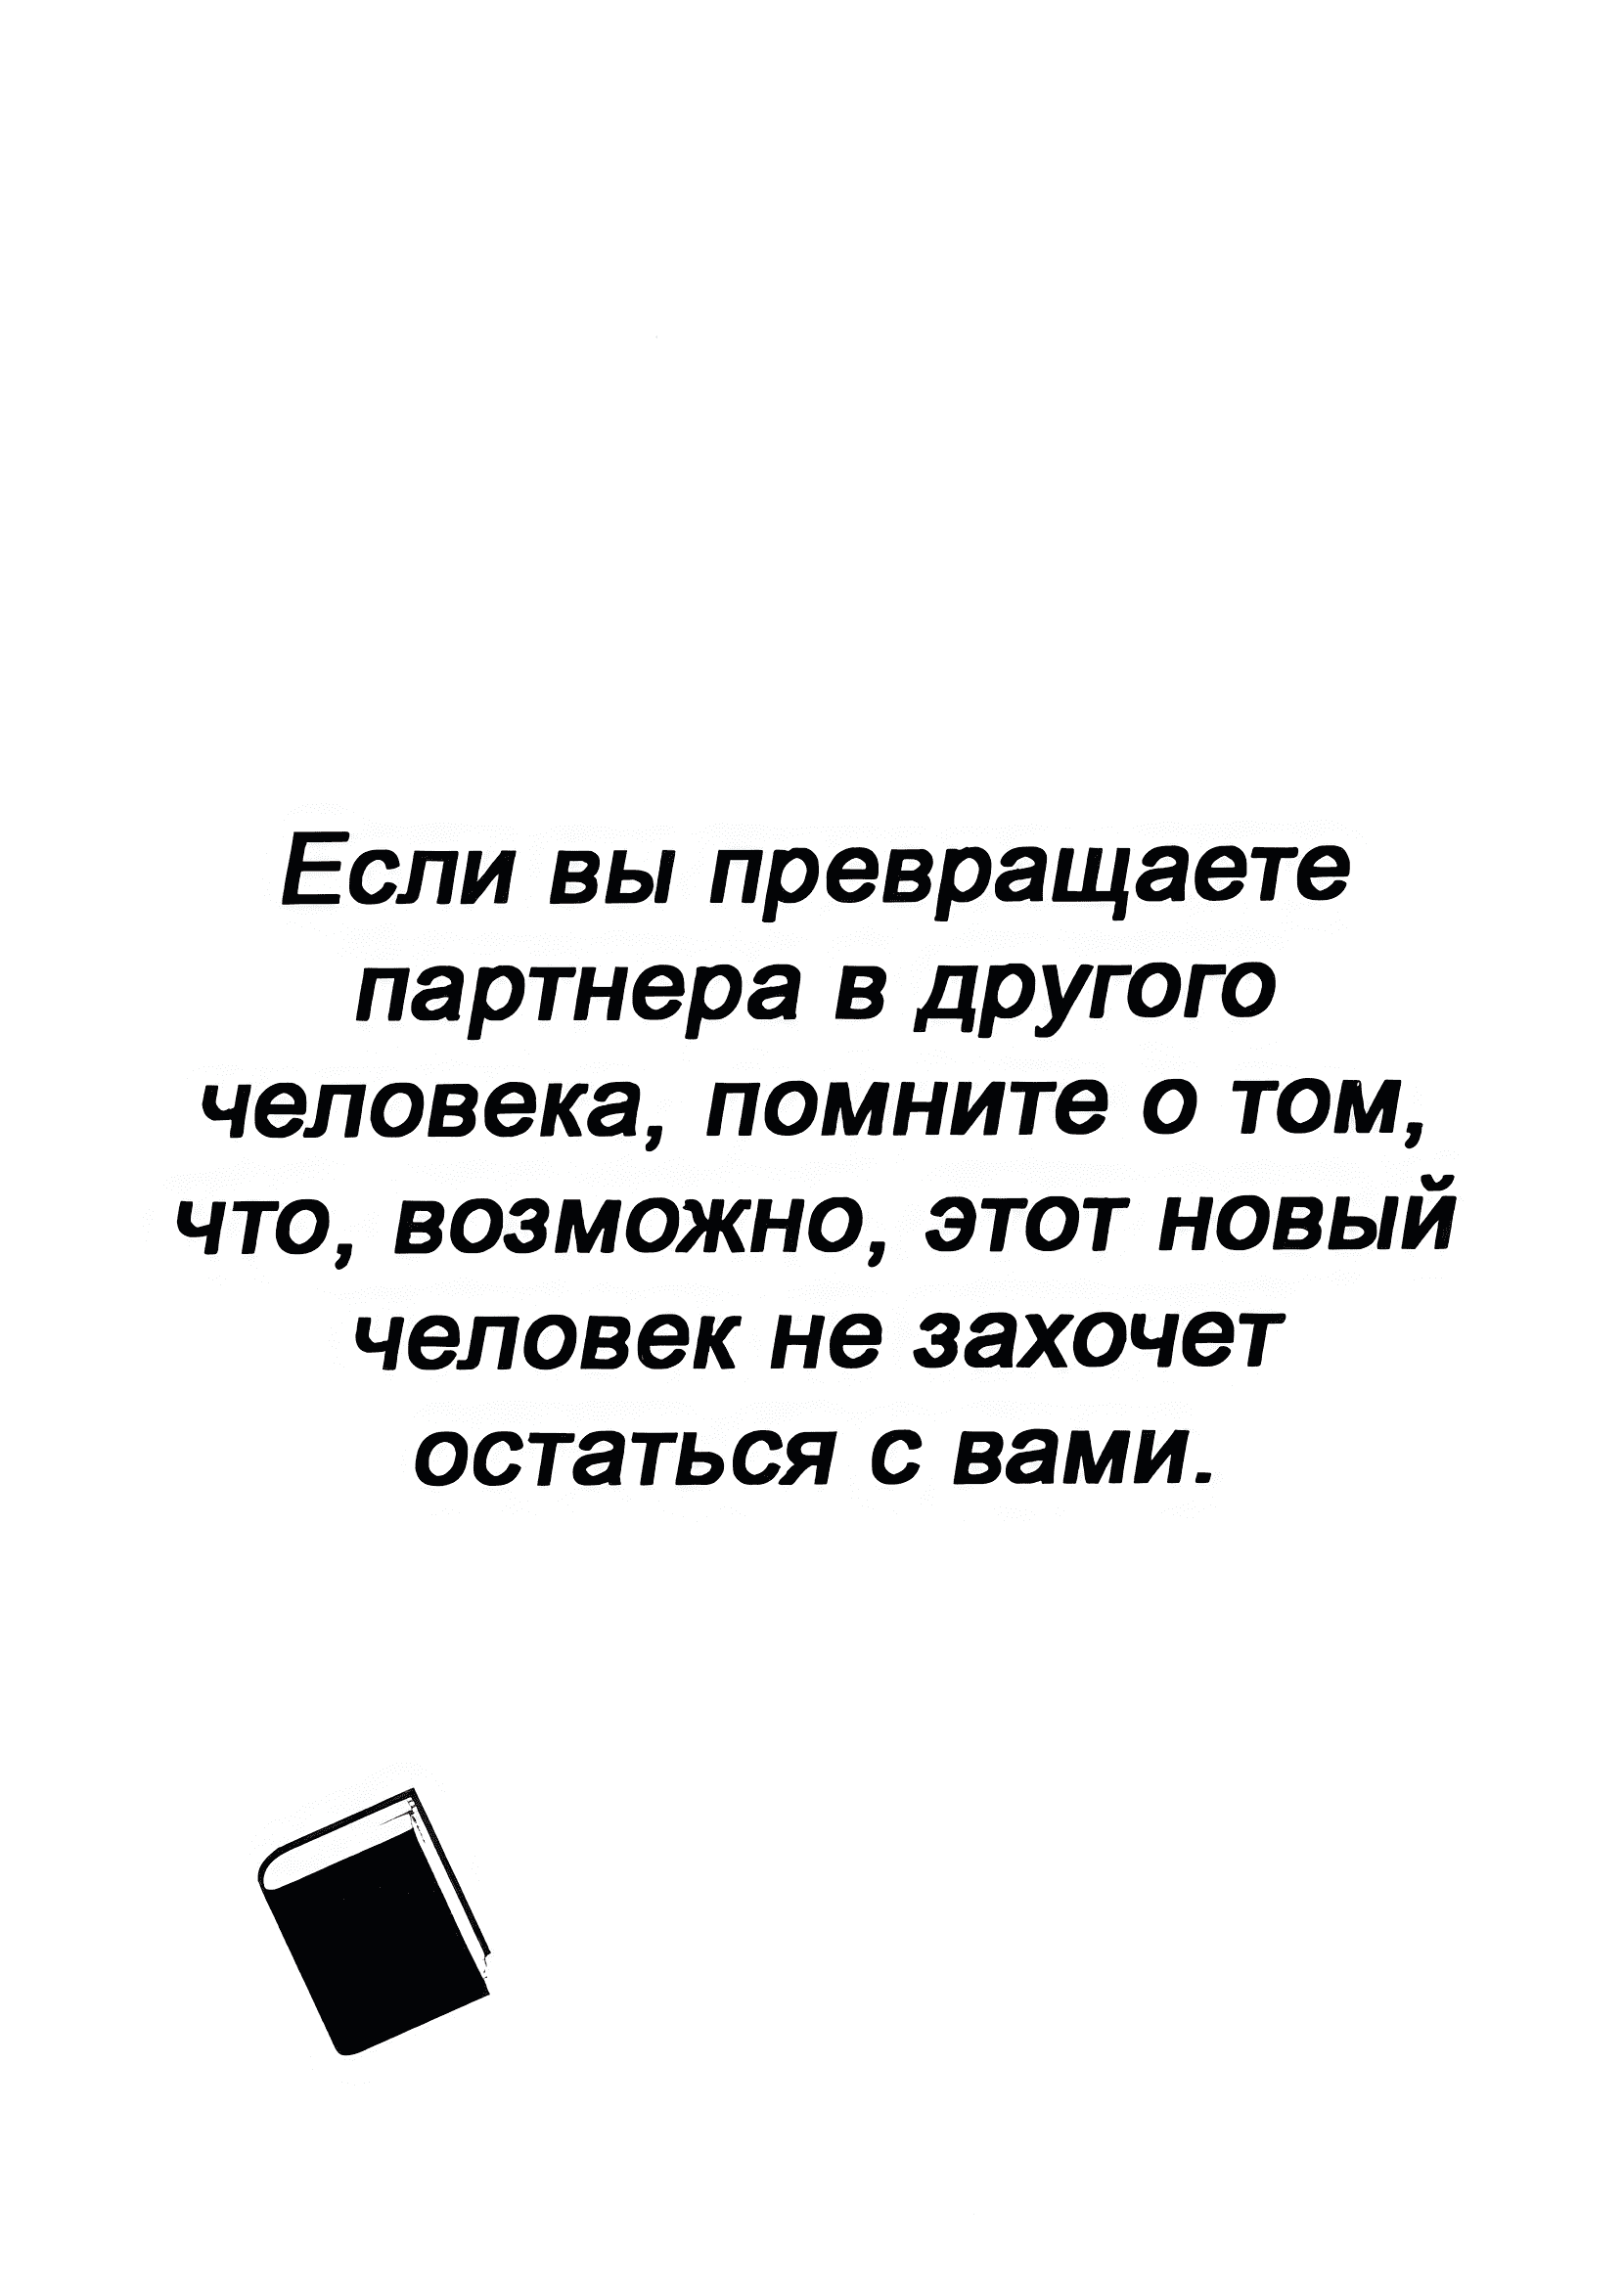 Если вы превращаете
партнера в другого
человека, помните о том,
что, возможно, этот новый
человек не захочет
остаться с вами.